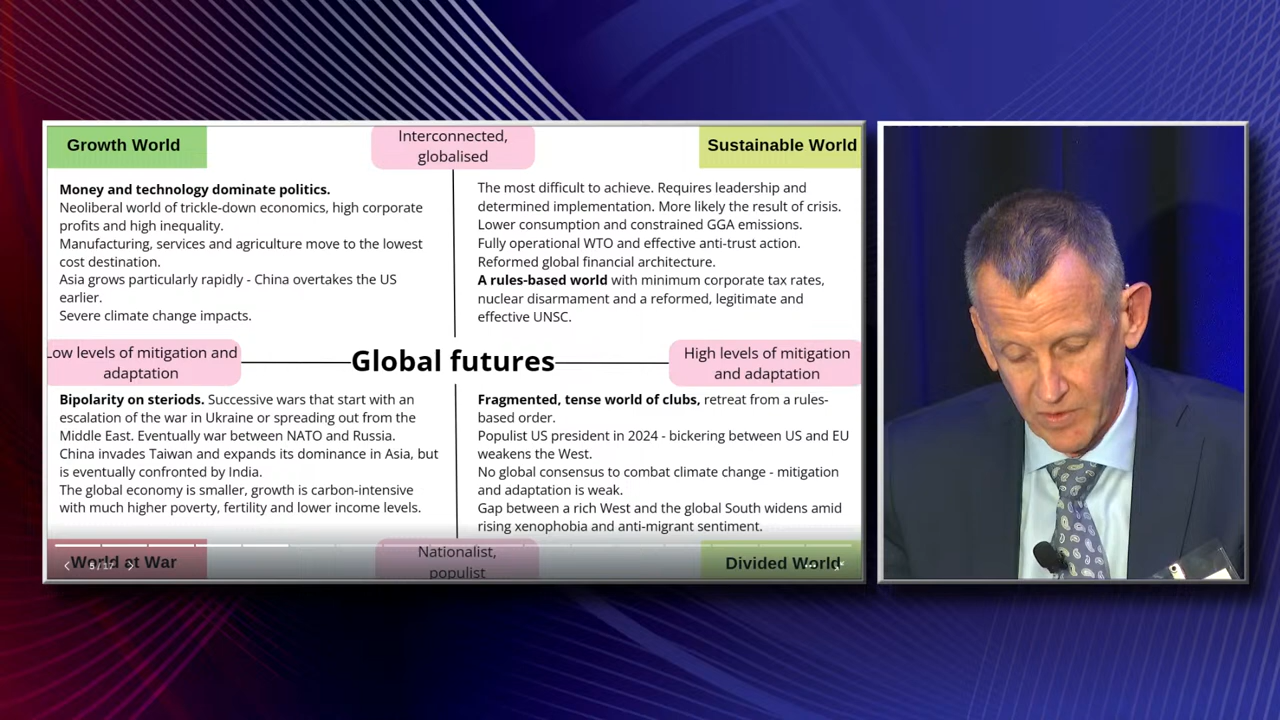 Growth World
Interconnected,
globalised
Sustainable World
Money and technology dominate politics.
Neoliberal world of trickle-down economics, high corporate
profits and high inequality.
Manufacturing, services and agriculture move to the lowest
cost destination.
Asia grows particularly rapidly - China overtakes the US
earlier.
Severe climate change impacts.
The most difficult to achieve. Requires leadership and
determined implementation. More likely the result of crisis.
Lower consumption and constrained GGA emissions.
Fully operational WTO and effective anti-trust action.
Reformed global financial architecture.
A rules-based world with minimum corporate tax rates,
nuclear disarmament and a reformed, legitimate and
effective UNSC.
Low levels of mitigation and
adaptation
Global futures
High levels of mitigation
and adaptation
Bipolarity on steriods. Successive wars that start with an
escalation of the war in Ukraine or spreading out from the
Middle East. Eventually war between NATO and Russia.
China invades Taiwan and expands its dominance in Asia, but
is eventually confronted by India.
The global economy is smaller, growth is carbon-intensive
with much higher poverty, fertility and lower income levels.
Fragmented, tense world of clubs, retreat from a rules-
based order.
Populist US president in 2024 - bickering between US and EU
weakens the West.
No global consensus to combat climate change - mitigation
and adaptation is weak.
Gap between a rich West and the global South widens amid
rising xenophobia and anti-migrant sentiment.
World at War
Nationalist,
populist
Divided World